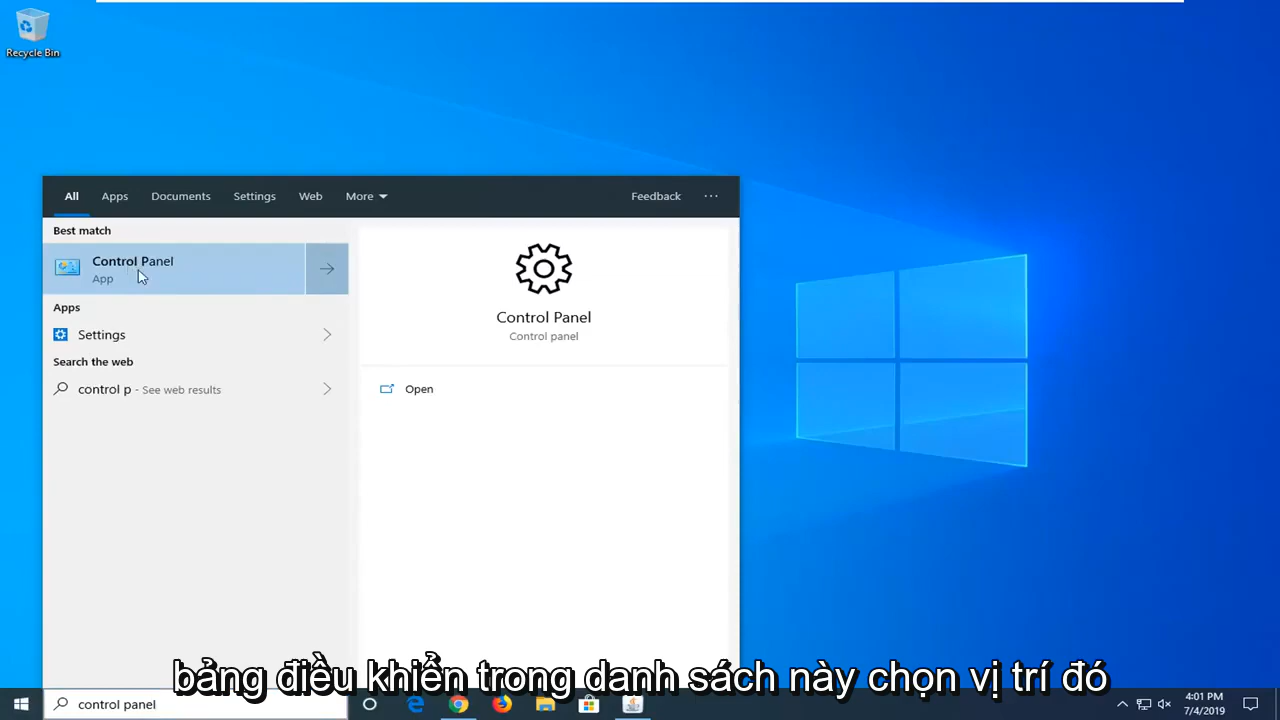 Recycle Bin
All Apps Documents Settings Web More Feedback ...
Best match
Control Panel
App
Apps
Settings
Search the web
control p - See web results
Control Panel
Control panel
Open
bảng điều khiển trong danh sách này chọn vị trí đó
control panel
4:01 PM
7/4/2019